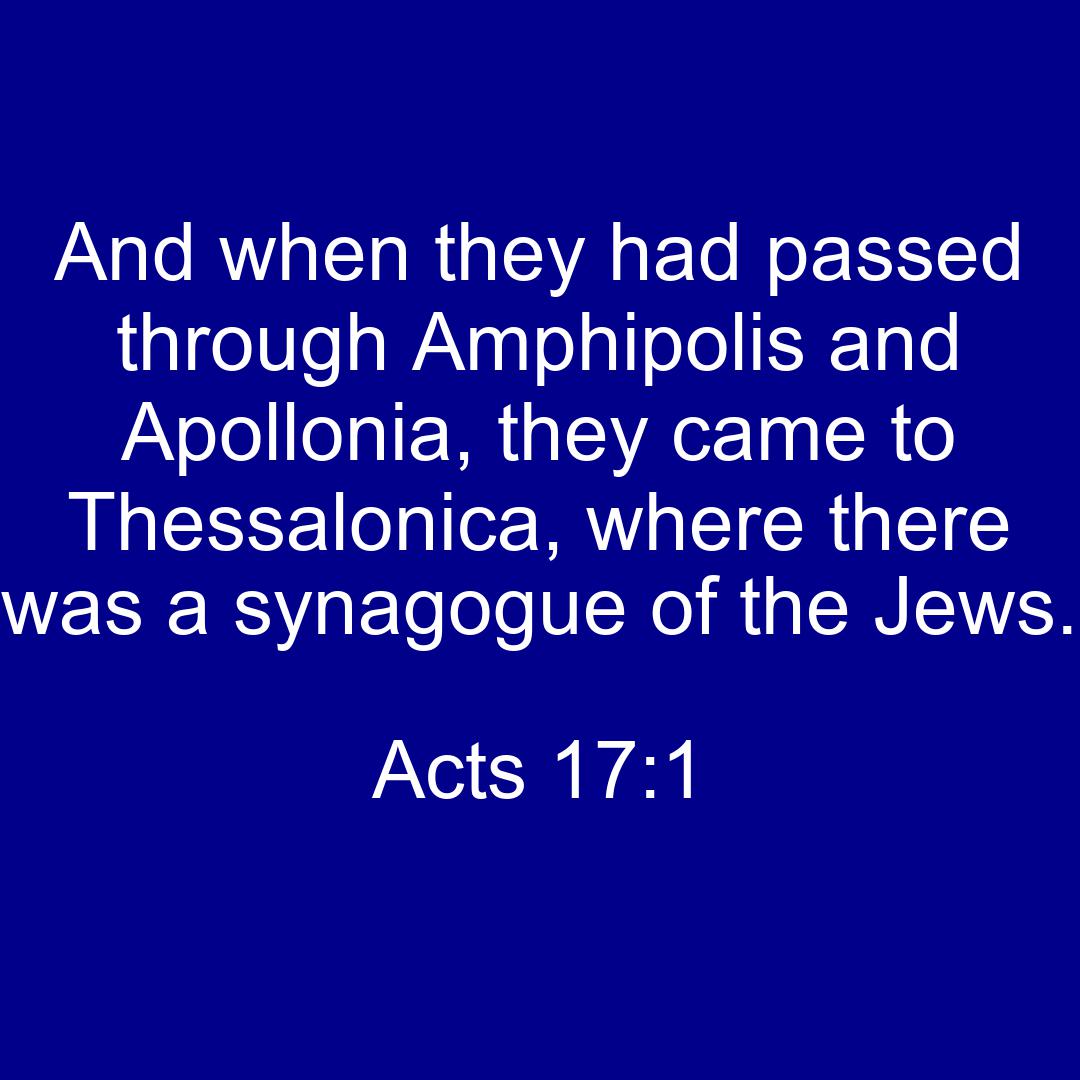 And when they had passed
through Amphipolis and
Apollonia, they came to
Thessalonica, where there
was a synagogue of the Jews.
Acts 17:1